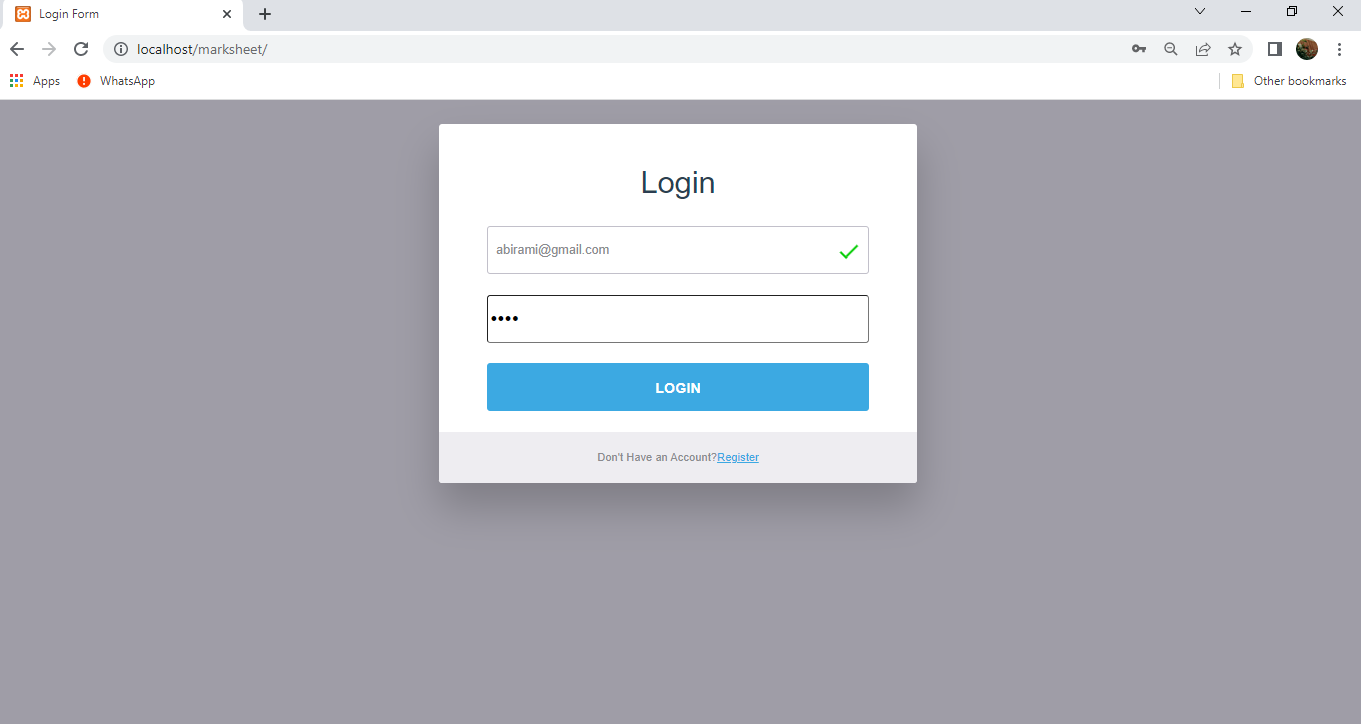 Login Form
localhost/marksheet/
Apps WhatsApp Other bookmarks
Login
abirami@gmail.com
••••
LOGIN
Don't Have an Account?Register